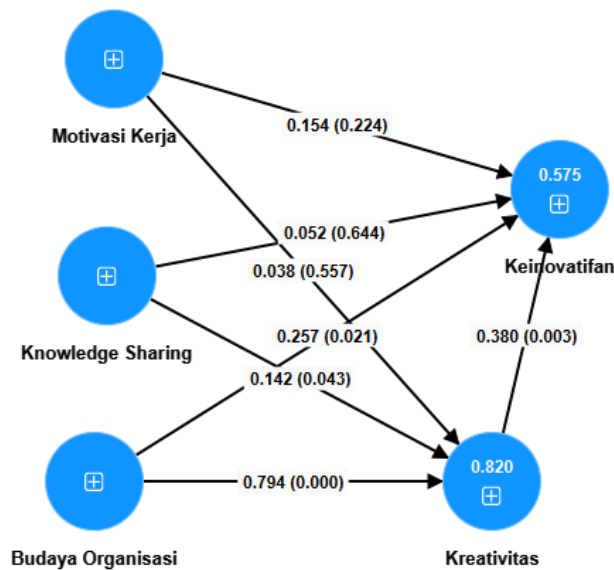 Motivasi Kerja
0.154 (0.224)
0.575
0.052 (0.644)
Keinovatifan
0.038 (0.557)
Knowledge Sharing
0.257 (0.021)
0.380 (0.003)
0.142 (0.043)
0.820
0.794 (0.000)
Budaya Organisasi
Kreativitas